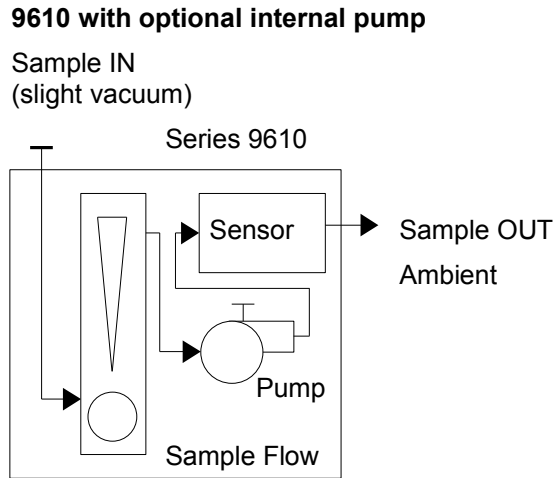 9610 with optional internal pump
Sample IN
(slight vacuum)
Series 9610
Sensor
Sample OUT
Ambient
Pump
Sample Flow